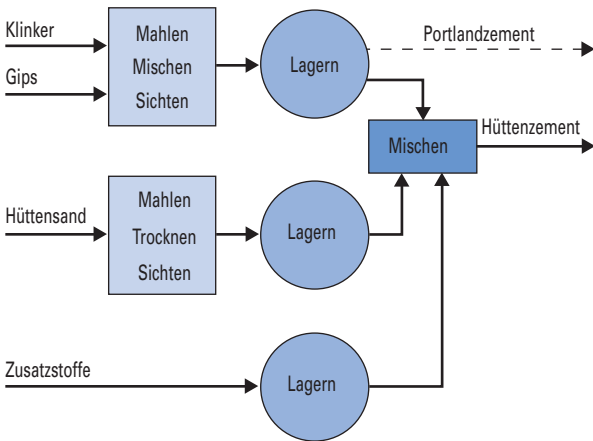 Klinker
Gips
Mahlen
Mischen
Sichten
Lagern
Portlandzement
Mischen
Hüttenzement
Hüttensand
Mahlen
Trocknen
Sichten
Lagern
Zusatzstoffe
Lagern